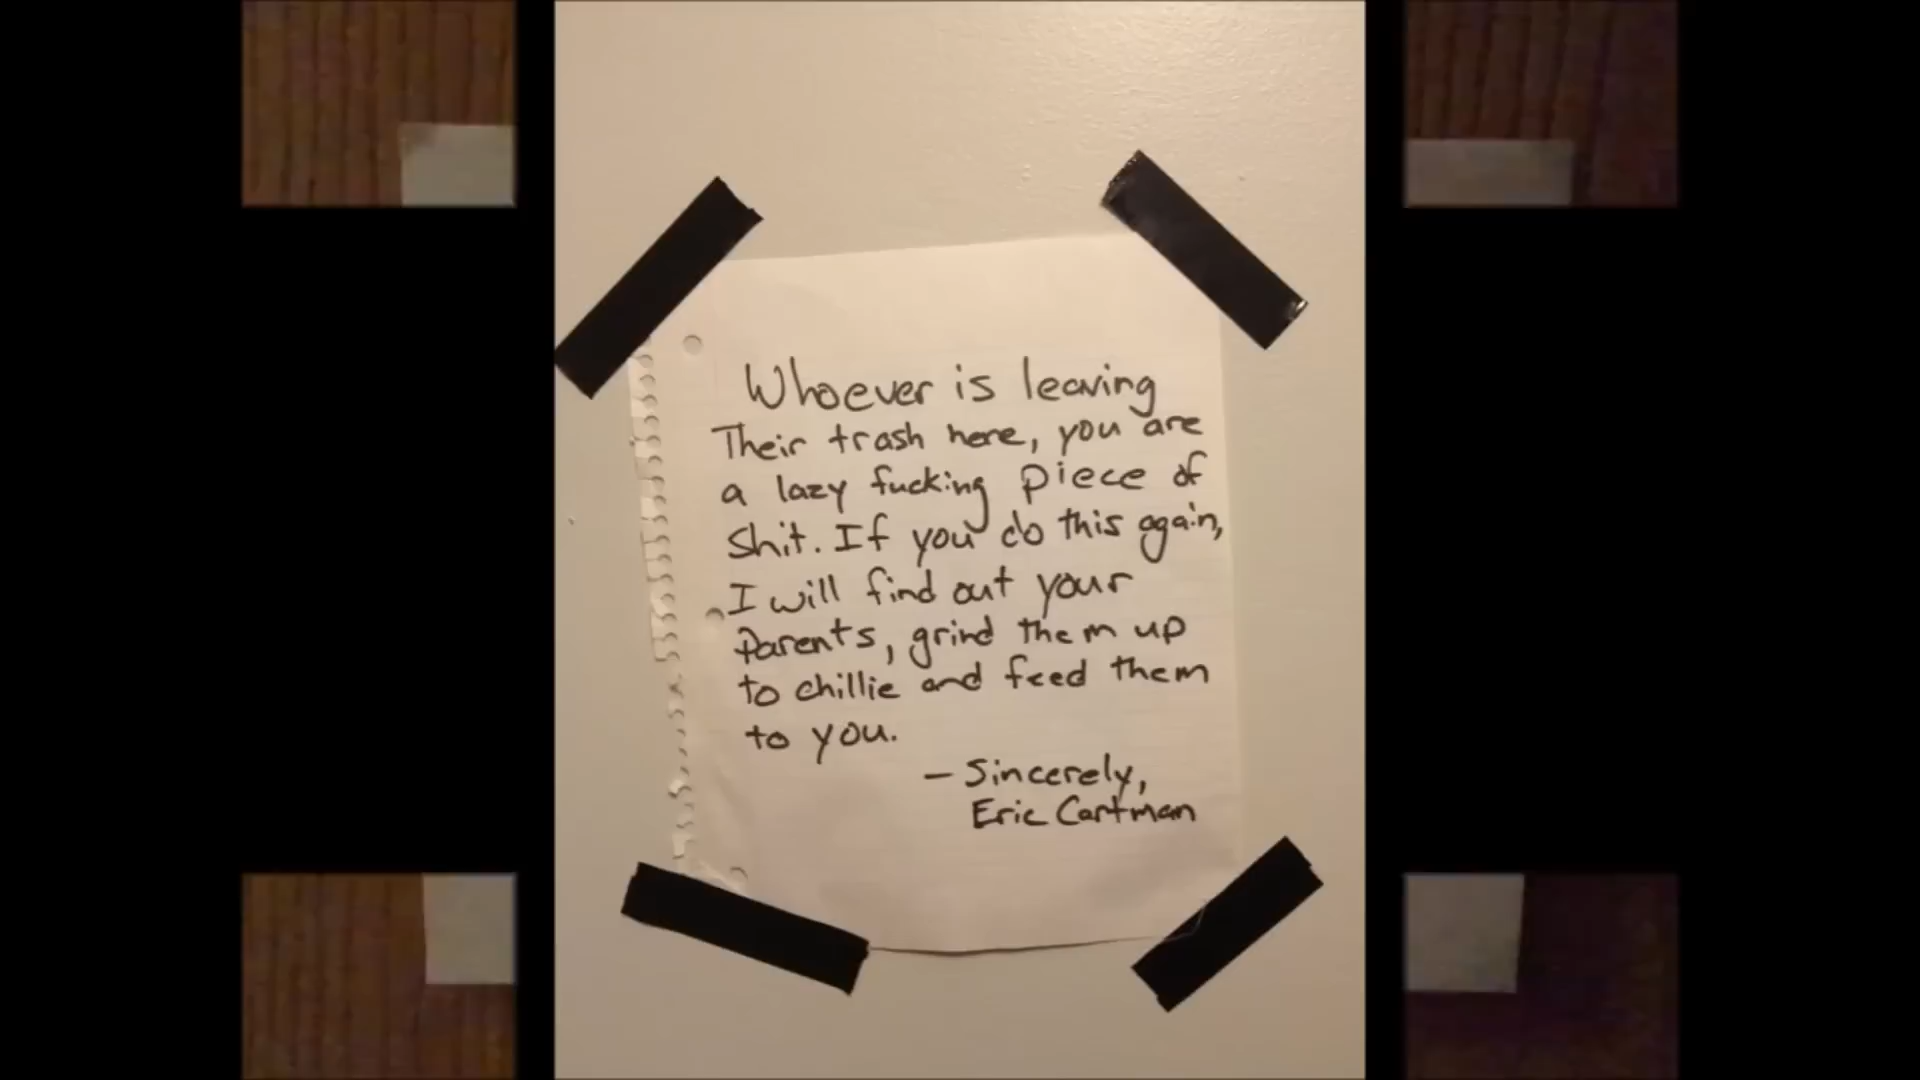 Whoever is leaving
Their trash here, you are
a lazy fucking piece of
shit. If you do this again,
I will find out your
Parents, grind them up
to chillie and feed them
to you.
— Sincerely,
Eric Cartman